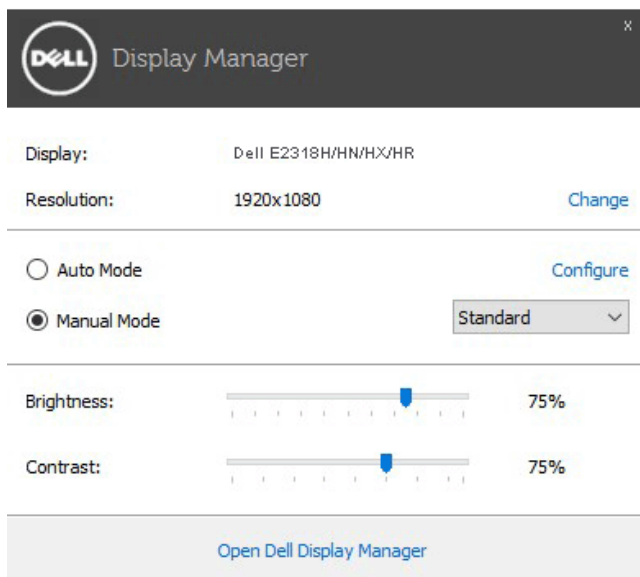 DELL Display Manager X
Display: Dell E2318H/HN/HX/HR
Resolution: 1920x1080 Change
Auto Mode Configure
Manual Mode Standard
Brightness: 75%
Contrast: 75%
Open Dell Display Manager